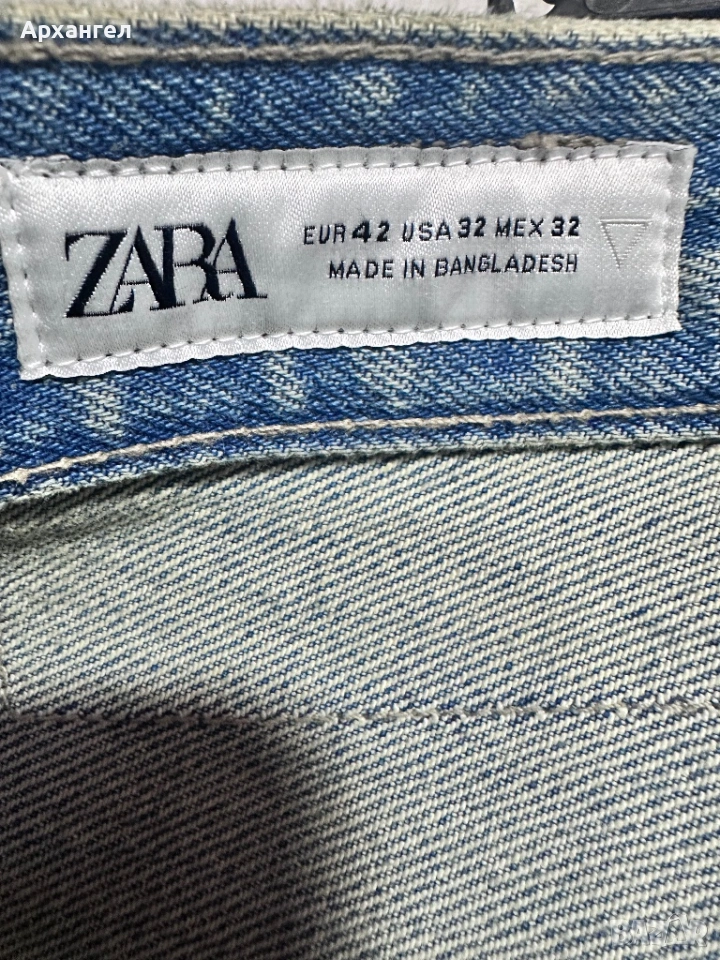 Архангел
ZARA
EUR 42 USA 32 MEX 32
MADE IN BANGLADESH